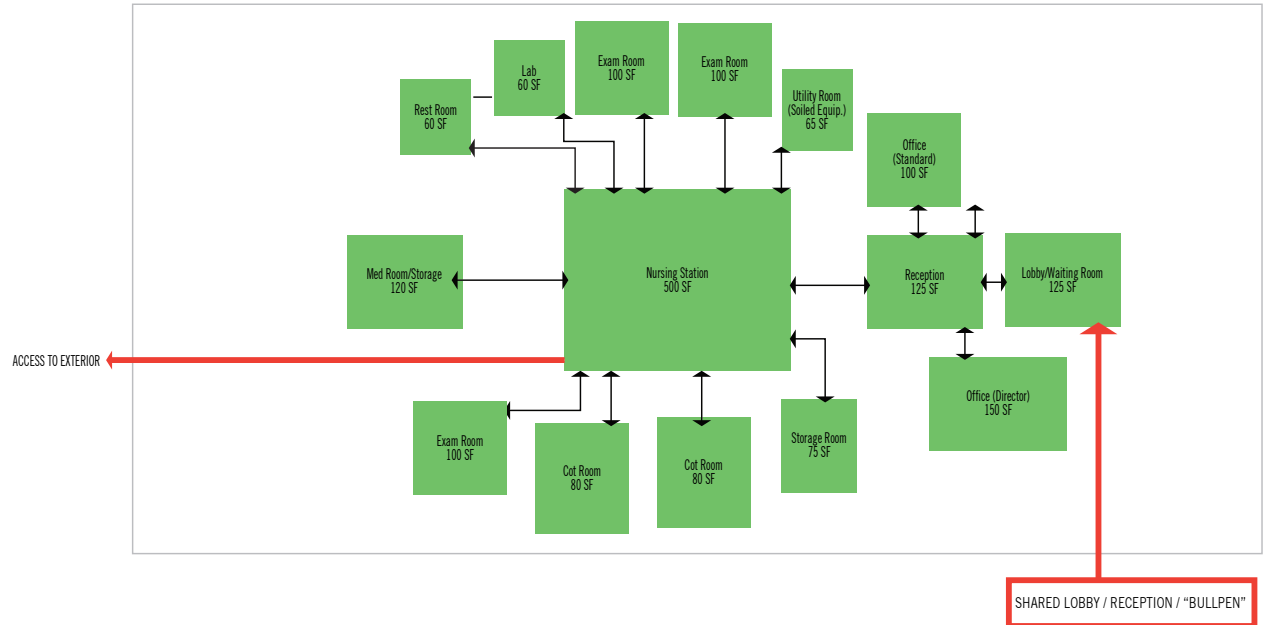 Exam Room
100 SF
Exam Room
100 SF
Lab
60 SF
Utility Room
(Soiled Equip.)
65 SF
Rest Room
60 SF
Office
(Standard)
100 SF
Med Room/Storage
120 SF
Nursing Station
500 SF
Reception
125 SF
Lobby/Waiting Room
125 SF
ACCESS TO EXTERIOR
Office (Director)
150 SF
Exam Room
100 SF
Cot Room
80 SF
Cot Room
80 SF
Storage Room
75 SF
SHARED LOBBY / RECEPTION / “BULLPEN”